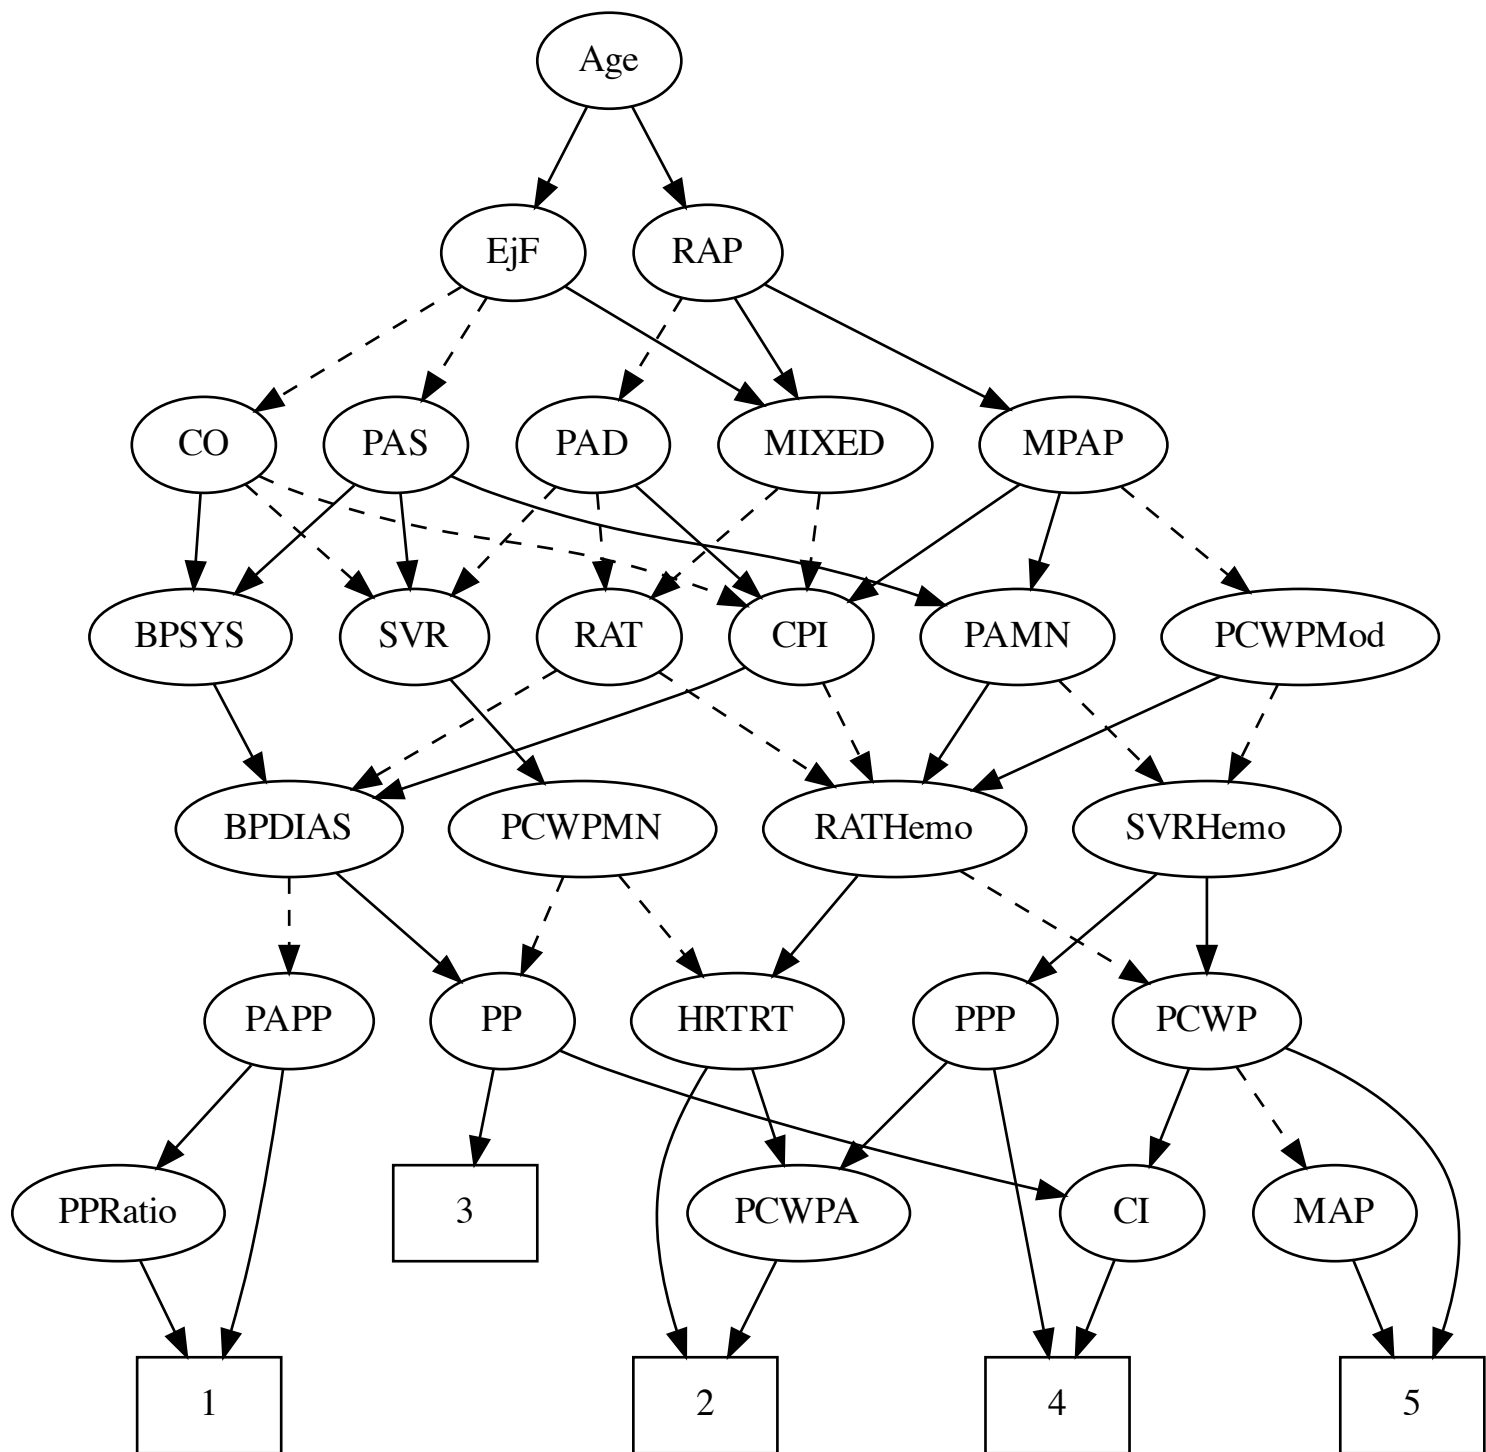 Age
EjF
RAP
CO
PAS
PAD
MIXED
MPAP
BPSYS
SVR
RAT
CPI
PAMN
PCWPMod
BPDIAS
PCWPMN
RATHemo
SVRHemo
PAPP
PP
HRTRT
PPP
PCWP
PPRatio
3
PCWPA
CI
MAP
1
2
4
5